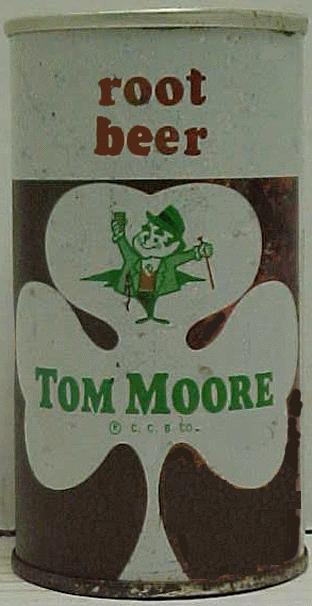 root
beer
TOM MOORE
® C. C. B CO.